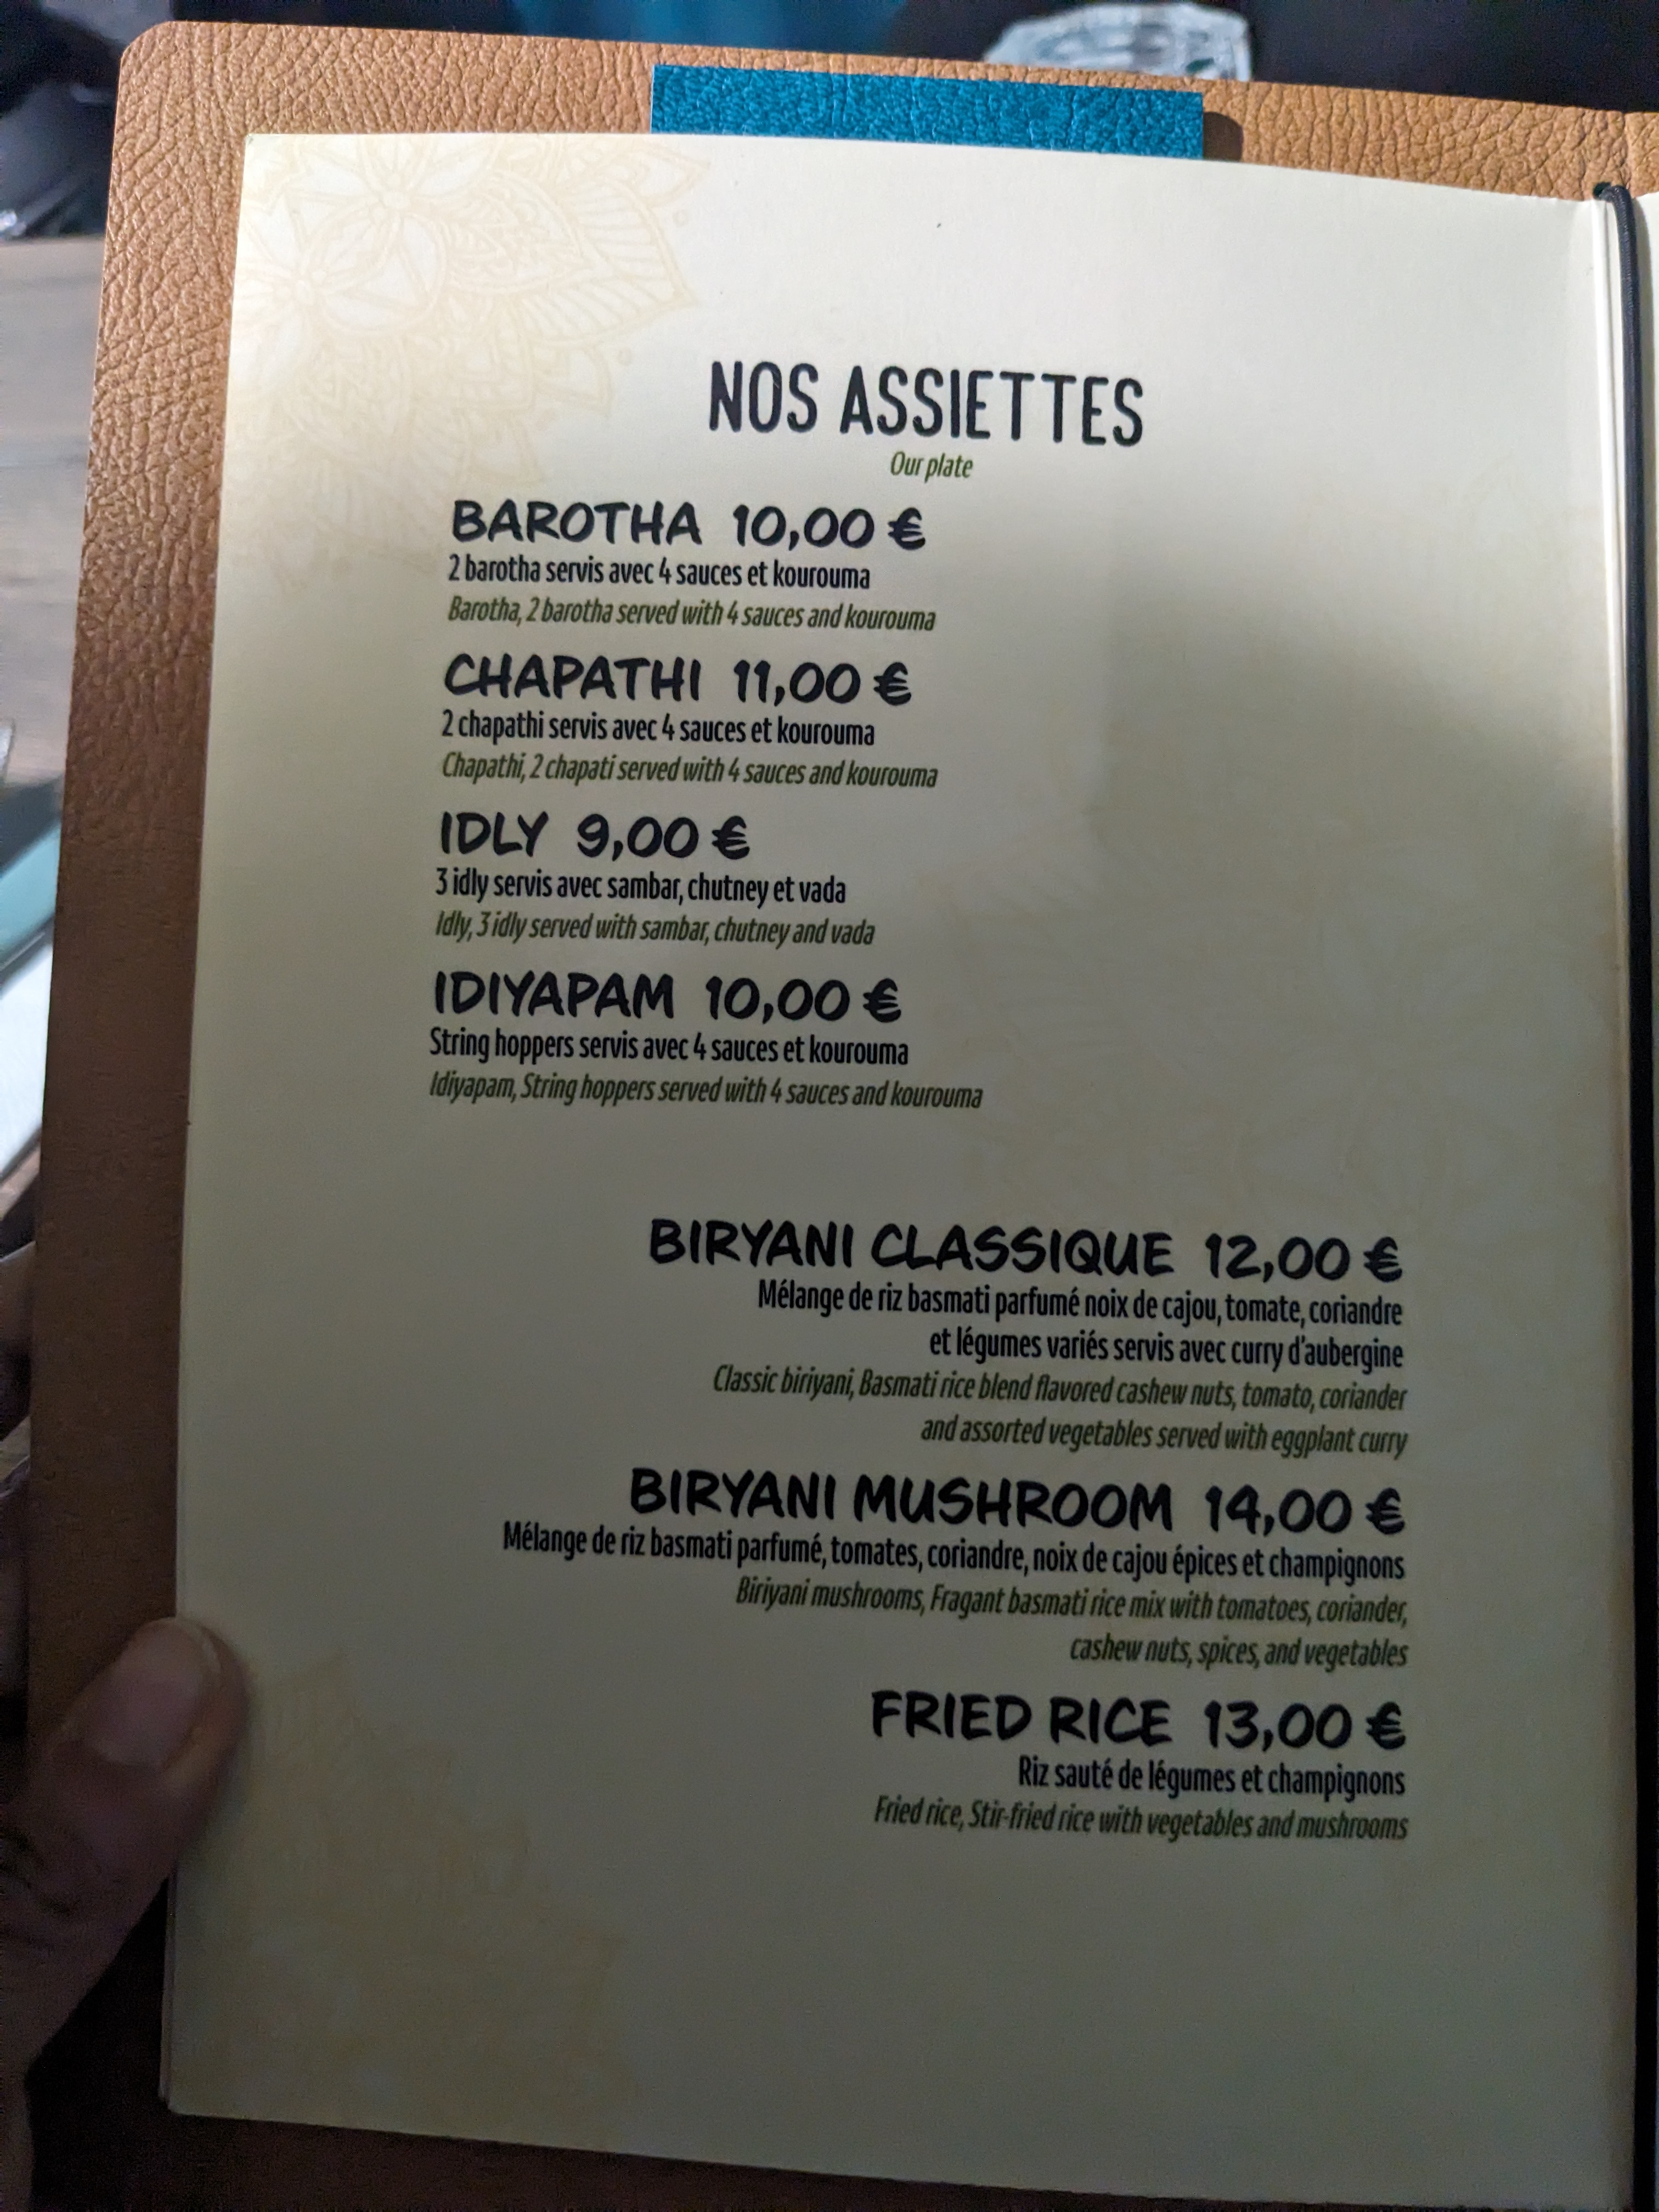 NOS ASSIETTES
Our plate
BAROTHA 10,00 €
2 barotha servis avec 4 sauces et kourouma
Barotha, 2 barotha served with 4 sauces and kourouma
CHAPATHI 11,00 €
2 chapathi servis avec 4 sauces et kourouma
Chapathi, 2 chapati served with 4 sauces and kourouma
IDLY 9,00 €
3 idly servis avec sambar, chutney et vada
Idly, 3 idly served with sambar, chutney and vada
IDIYAPAM 10,00 €
String hoppers servis avec 4 sauces et kourouma
Idiyapam, String hoppers served with 4 sauces and kourouma
BIRYANI CLASSIQUE 12,00 €
Mélange de riz basmati parfumé noix de cajou, tomate, coriandre
et légumes variés servis avec curry d'aubergine
Classic biriyani, Basmati rice blend flavored cashew nuts, tomato, coriander
and assorted vegetables served with eggplant curry
BIRYANI MUSHROOM 14,00 €
Mélange de riz basmati parfumé, tomates, coriandre, noix de cajou épices et champignons
Biriyani mushrooms, Fragant basmati rice mix with tomatoes, coriander,
cashew nuts, spices, and vegetables
FRIED RICE 13,00 €
Riz sauté de légumes et champignons
Fried rice, Stir-fried rice with vegetables and mushrooms